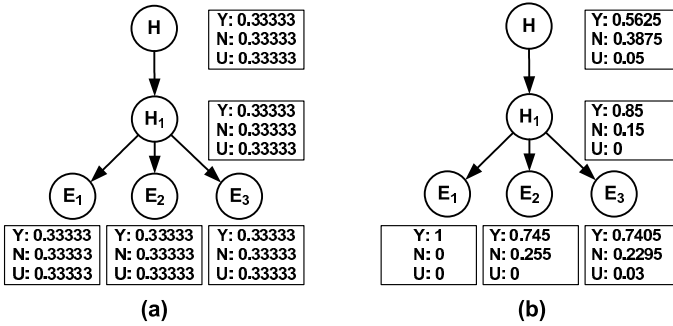 H
Y: 0.33333
N: 0.33333
U: 0.33333
H1
Y: 0.33333
N: 0.33333
U: 0.33333
E1 E2 E3
Y: 0.33333 Y: 0.33333 Y: 0.33333
N: 0.33333 N: 0.33333 N: 0.33333
U: 0.33333 U: 0.33333 U: 0.33333
(a)
H
Y: 0.5625
N: 0.3875
U: 0.05
H1
Y: 0.85
N: 0.15
U: 0
E1 E2 E3
Y: 1 Y: 0.745 Y: 0.7405
N: 0 N: 0.255 N: 0.2295
U: 0 U: 0 U: 0.03
(b)